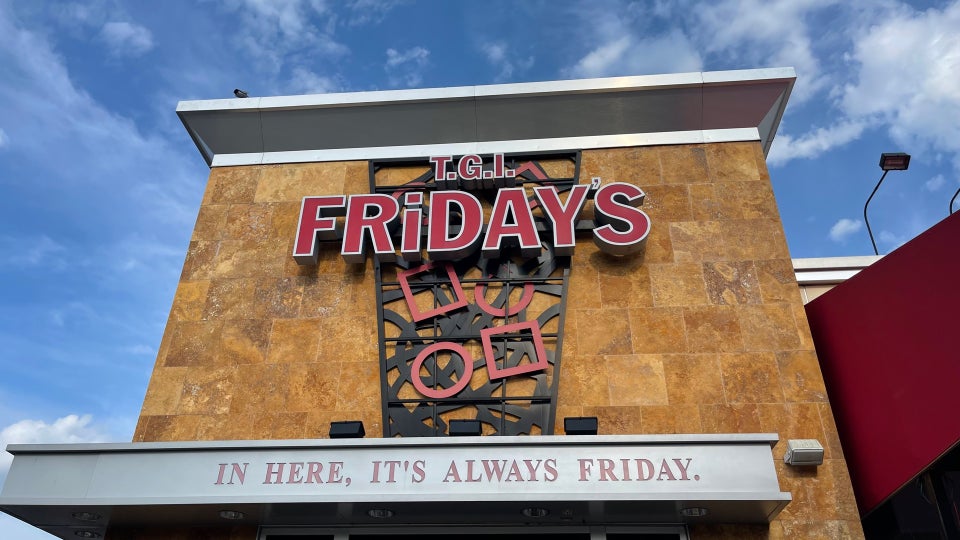 T.G.I.
FRiDAY'S
IN HERE, IT'S ALWAYS FRIDAY.